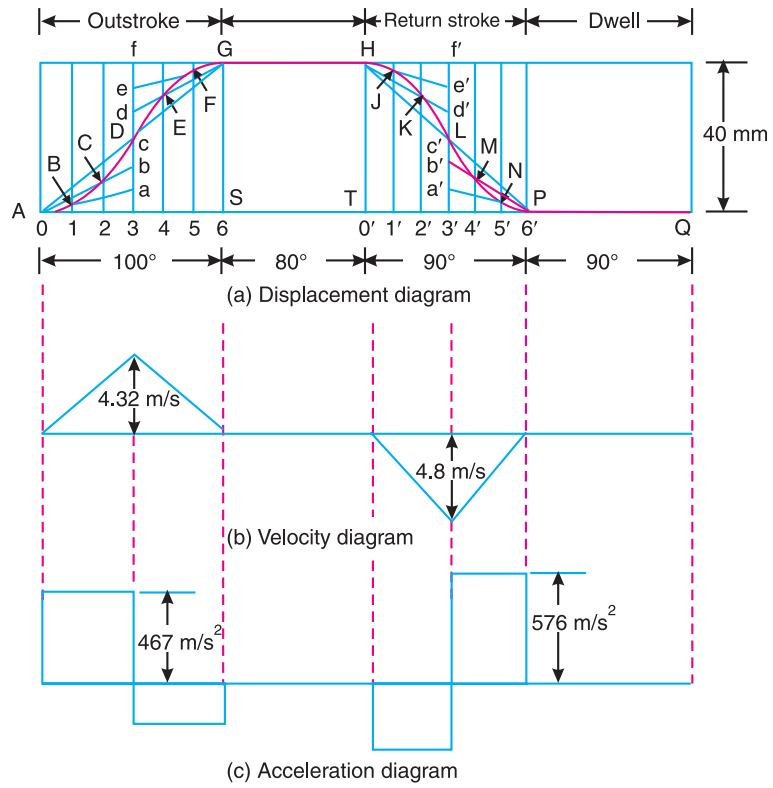 Outstroke Return stroke Dwell
f G H f′
e F J e′
d E K d′
D L
C c c′ M
B b b′ N
a a′
40 mm
A S T P
0 1 2 3 4 5 6 0′ 1′ 2′ 3′ 4′ 5′ 6′ Q
100° 80° 90° 90°
(a) Displacement diagram
4.32 m/s
4.8 m/s
(b) Velocity diagram
467 m/s²
576 m/s²
(c) Acceleration diagram